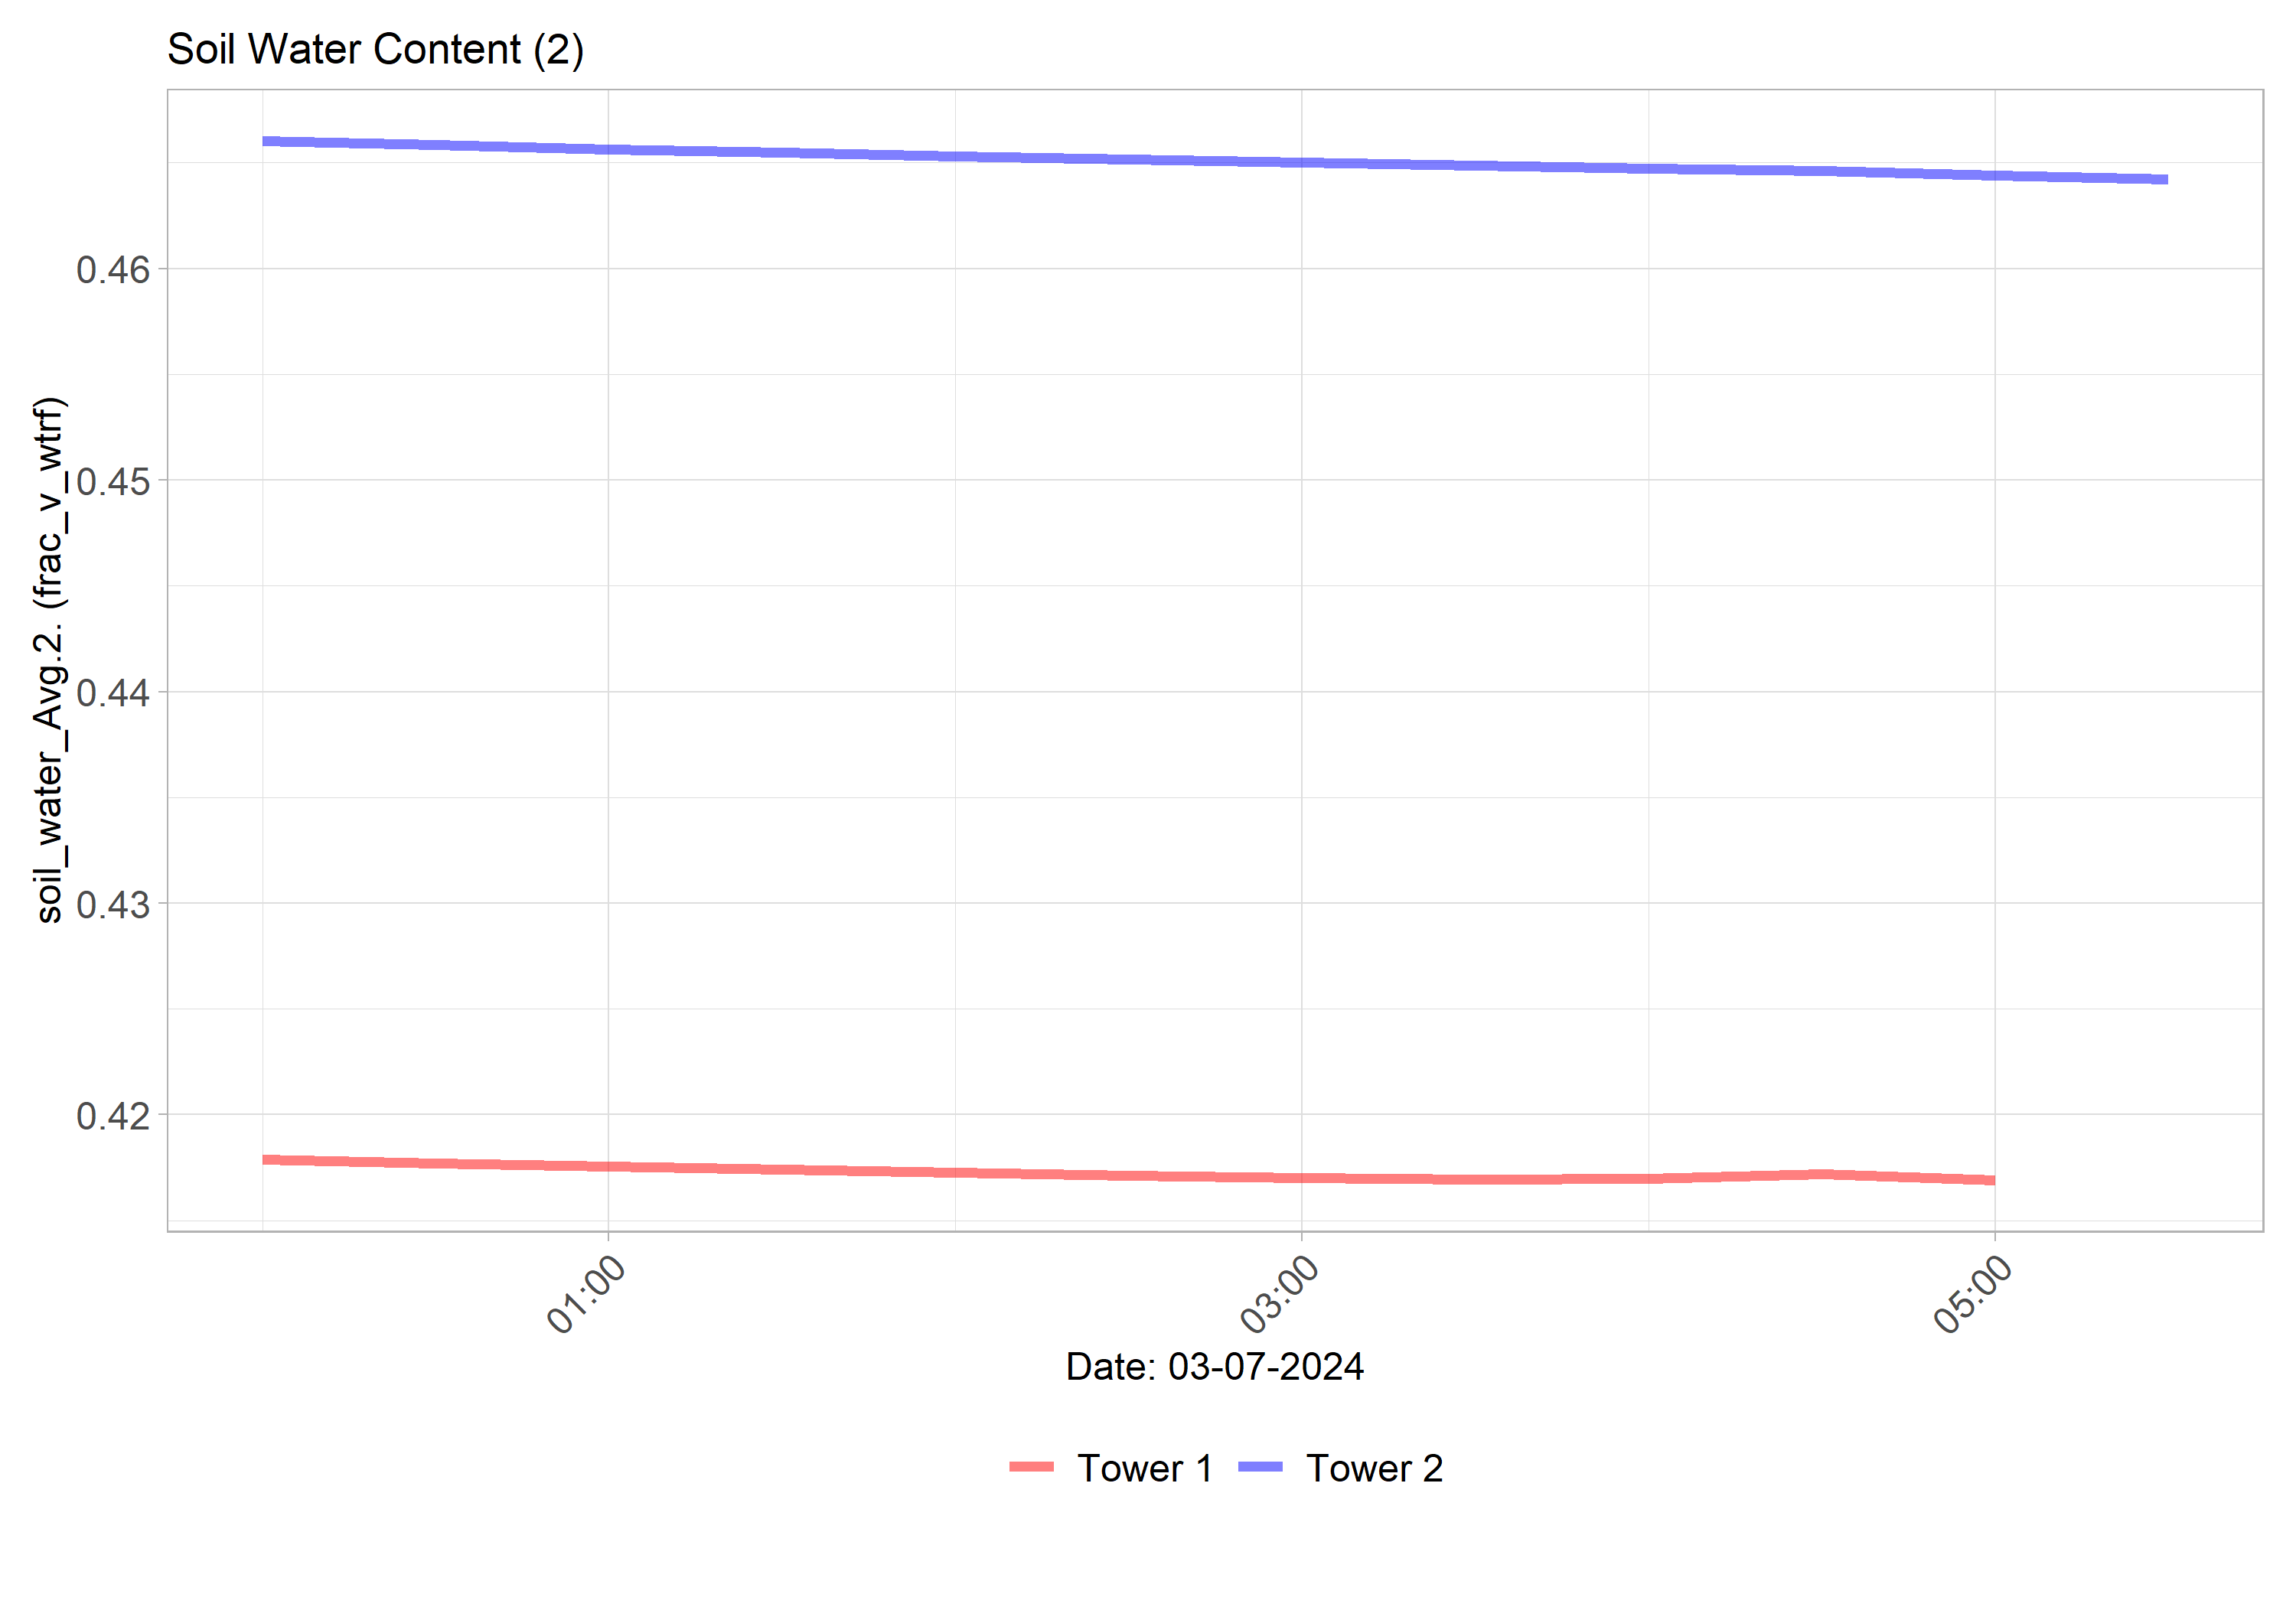 Soil Water Content (2)
soil_water_Avg.2. (frac_v_wtrf)
0.46
0.45
0.44
0.43
0.42
01:00
03:00
05:00
Date: 03-07-2024
Tower 1
Tower 2